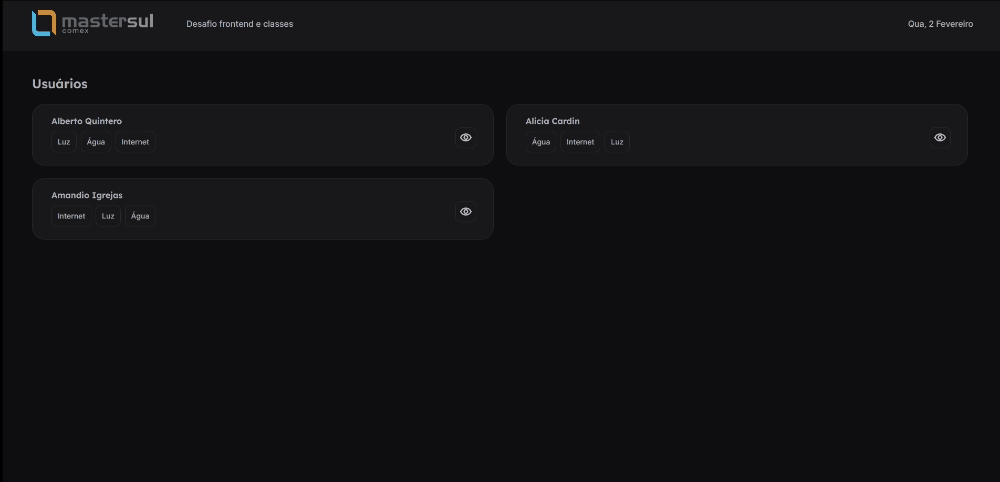 mastersul
comex
Desafio frontend e classes
Qua, 2 Fevereiro
Usuários
Alberto Quintero
Luz Água Internet
Alicia Cardin
Água Internet Luz
Amandio Igrejas
Internet Luz Água